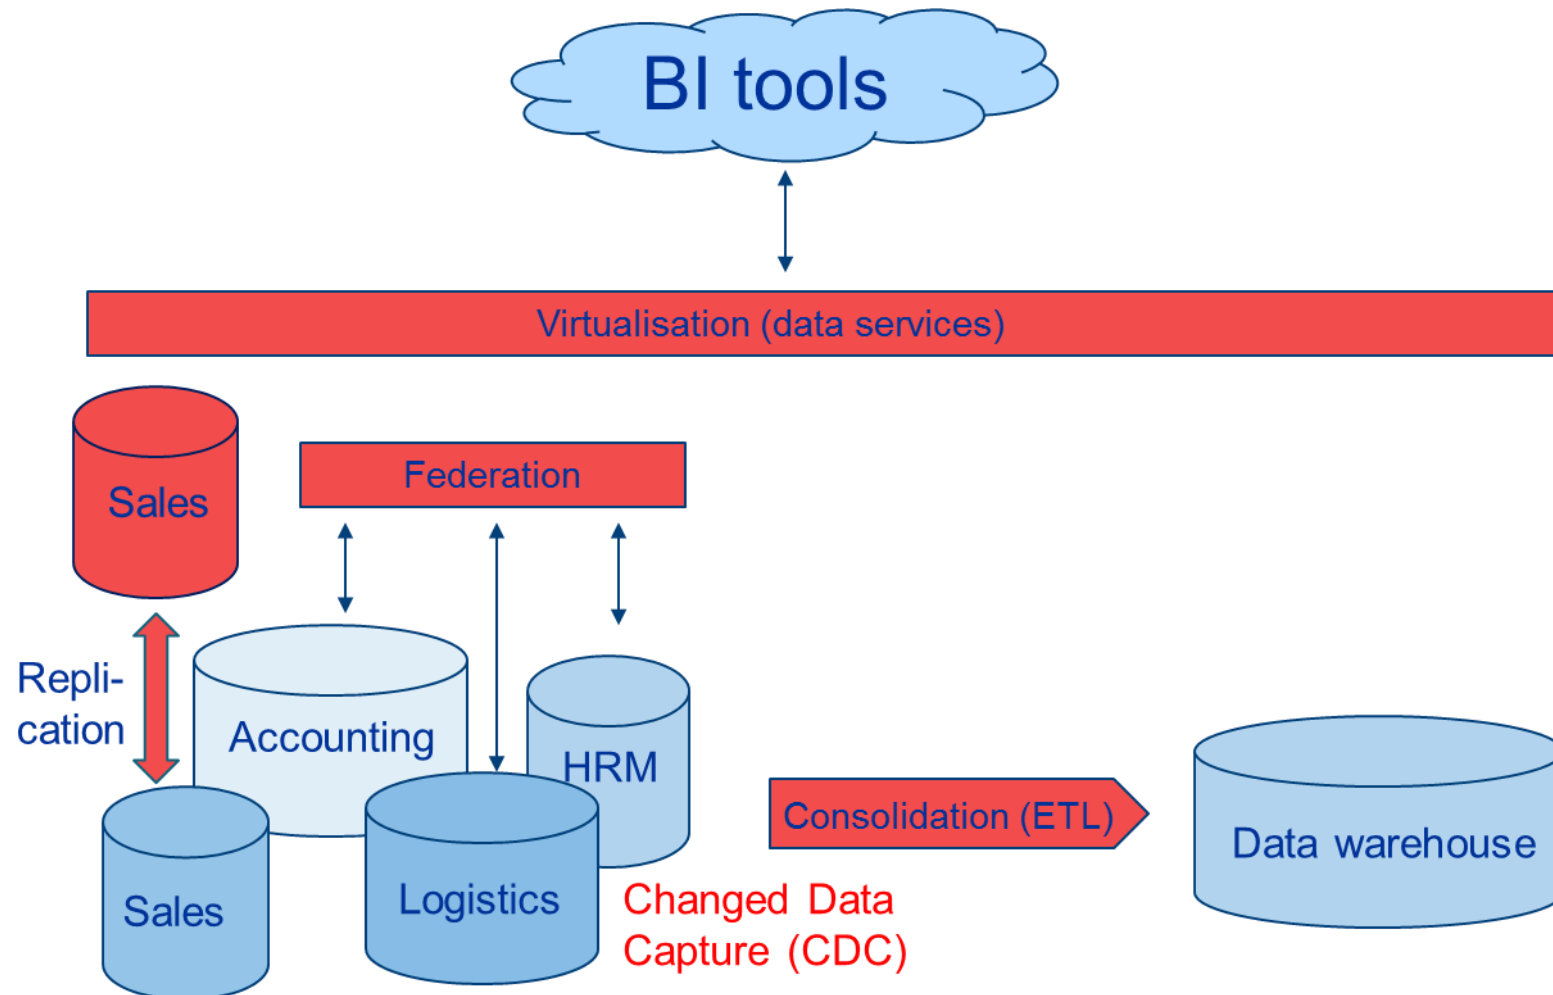 BI tools
Virtualisation (data services)
Sales
Federation
Repli-
cation
Accounting
HRM
Consolidation (ETL)
Data warehouse
Sales
Logistics
Changed Data
Capture (CDC)